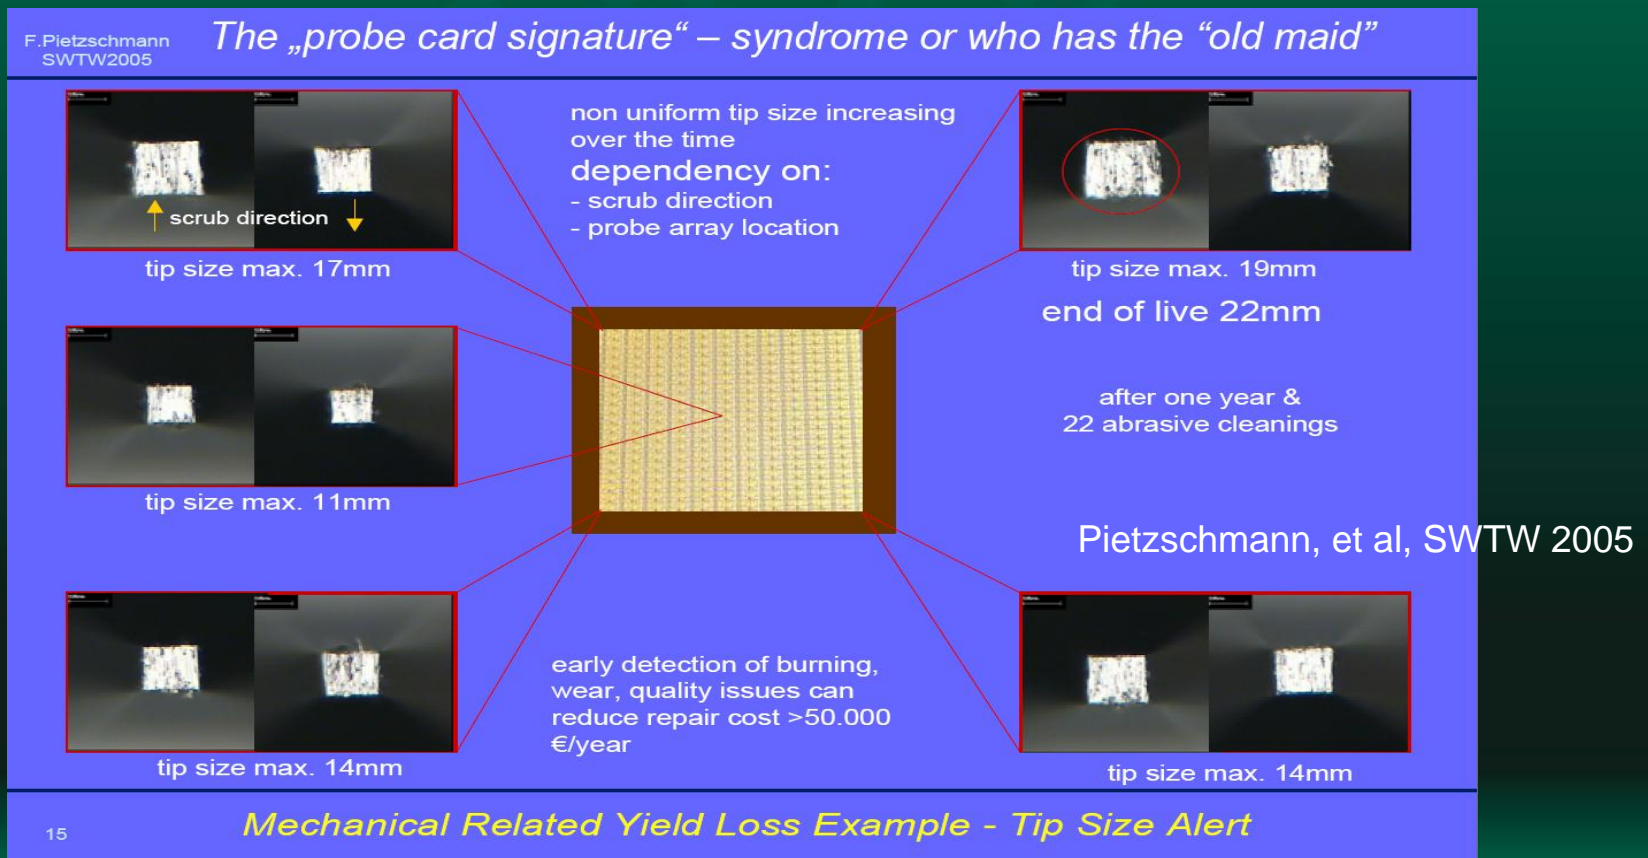 F.Pietzschmann
SWTW2005
The „probe card signature“ – syndrome or who has the “old maid”
scrub direction
tip size max. 17mm
non uniform tip size increasing
over the time
dependency on:
- scrub direction
- probe array location
tip size max. 19mm
end of live 22mm
tip size max. 11mm
after one year &
22 abrasive cleanings
Pietzschmann, et al, SWTW 2005
tip size max. 14mm
early detection of burning,
wear, quality issues can
reduce repair cost >50.000
€/year
tip size max. 14mm
15
Mechanical Related Yield Loss Example - Tip Size Alert